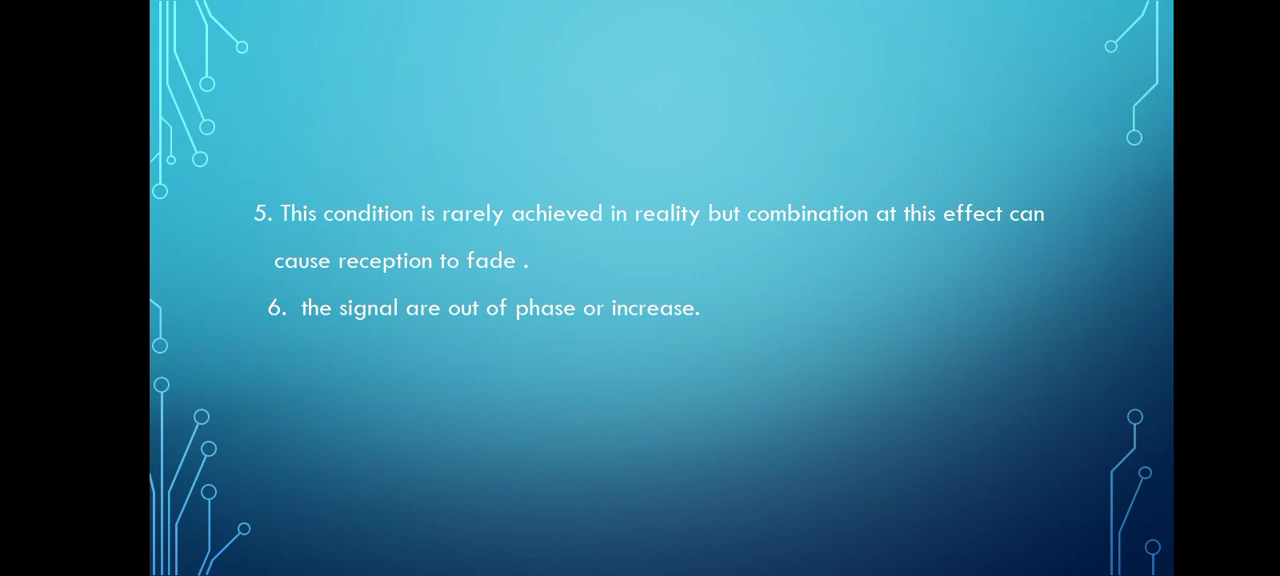 5. This condition is rarely achieved in reality but combination at this effect can
cause reception to fade .
6. the signal are out of phase or increase.